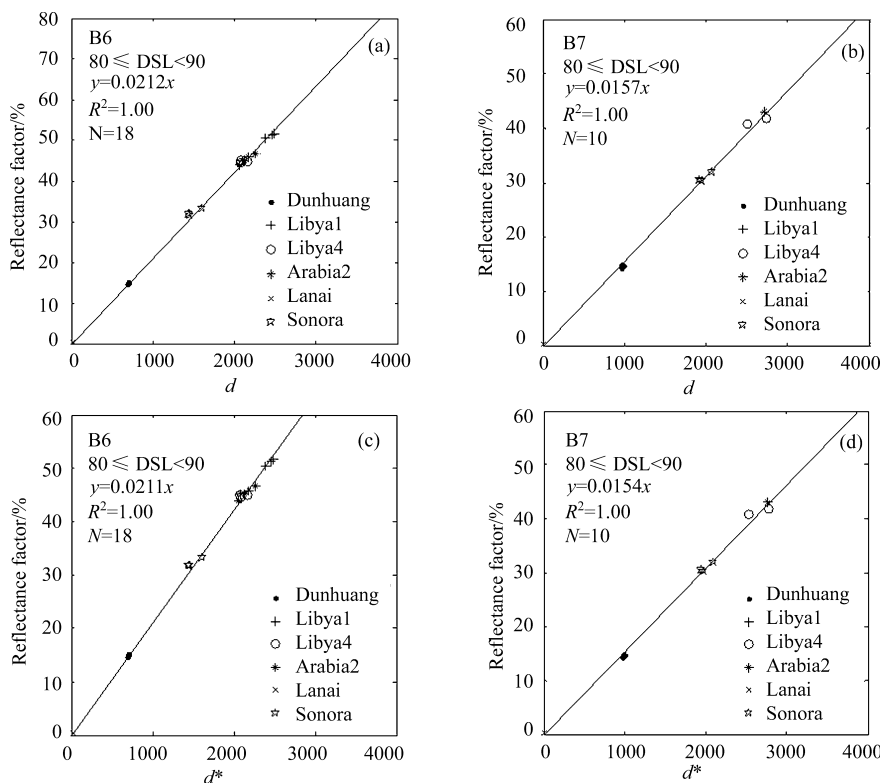 (a)
B6
80 ≤ DSL<90
y=0.0212x
R²=1.00
N=18
Reflectance factor/%
80
70
60
50
40
30
20
10
0
Dunhuang
Libya1
Libya4
Arabia2
Lanai
Sonora
0 1000 2000 3000 4000
d
(b)
B7
80 ≤ DSL<90
y=0.0157x
R²=1.00
N=10
Reflectance factor/%
60
50
40
30
20
10
0
Dunhuang
Libya1
Libya4
Arabia2
Lanai
Sonora
0 1000 2000 3000 4000
d
(c)
B6
80 ≤ DSL<90
y=0.0211x
R²=1.00
N=18
Reflectance factor/%
60
50
40
30
20
10
0
Dunhuang
Libya1
Libya4
Arabia2
Lanai
Sonora
0 1000 2000 3000 4000
d*
(d)
B7
80 ≤ DSL<90
y=0.0154x
R²=1.00
N=10
Reflectance factor/%
60
50
40
30
20
10
0
Dunhuang
Libya1
Libya4
Arabia2
Lanai
Sonora
0 1000 2000 3000 4000
d*